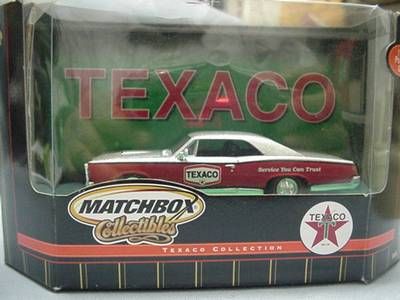 TEXACO
TEXACO
Service You Can Trust
MATCHBOX
Collectibles
TEXACO
TEXACO COLLECTION